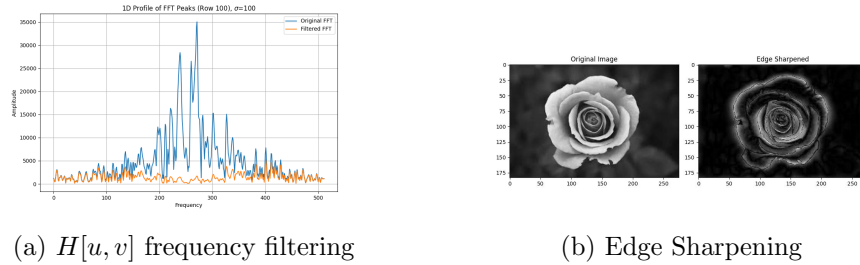 1D Profile of FFT Peaks (Row 100), σ=100
Original FFT
Filtered FFT
Amplitude
35000
30000
25000
20000
15000
10000
5000
0
0 100 200 300 400 500
Frequency
(a) H[u, v] frequency filtering
Original Image
0
25
50
75
100
125
150
175
0 50 100 150 200 250
Edge Sharpened
0
25
50
75
100
125
150
175
0 50 100 150 200 250
(b) Edge Sharpening